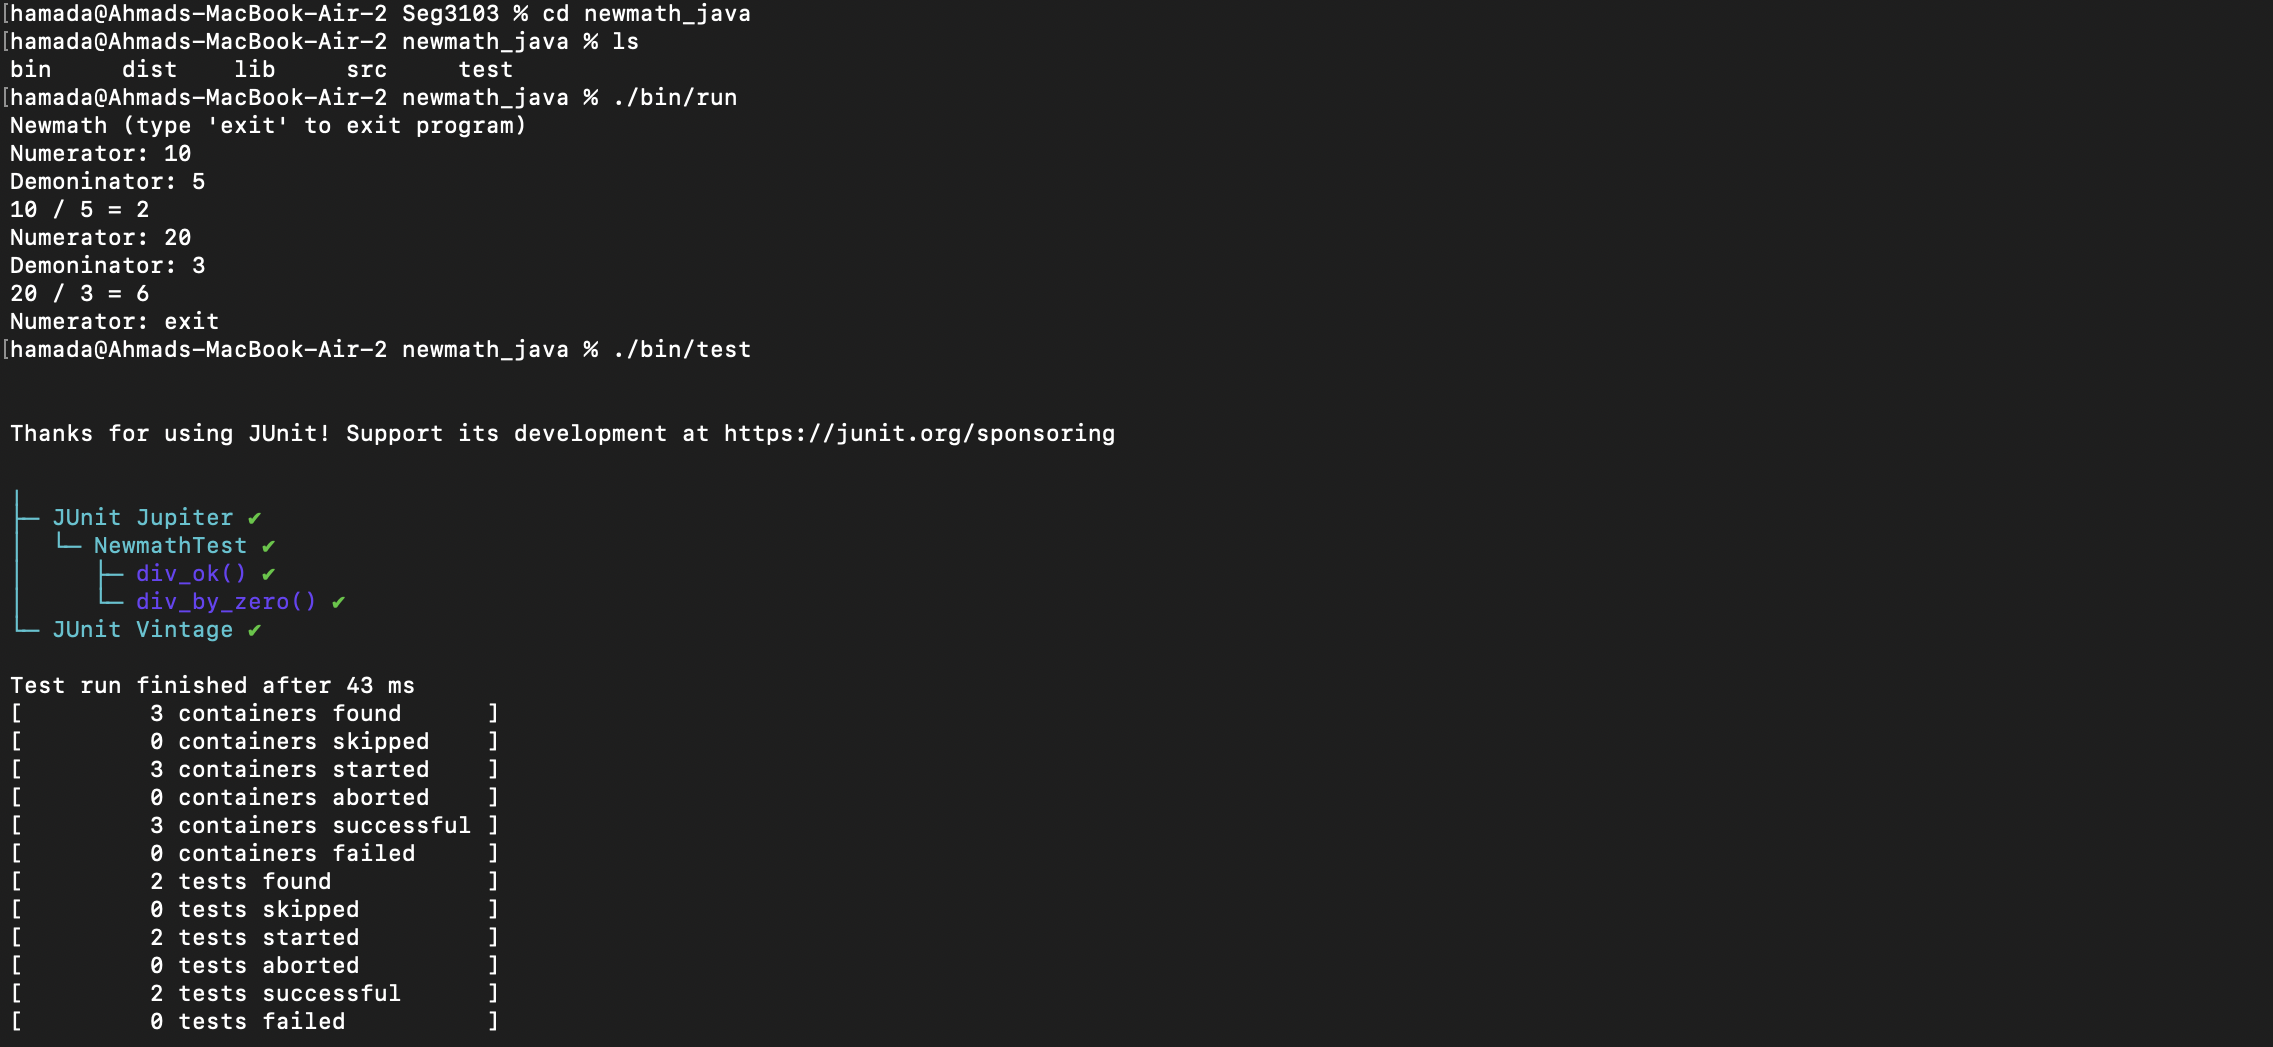 [hamada@Ahmads-MacBook-Air-2 Seg3103 % cd newmath_java
[hamada@Ahmads-MacBook-Air-2 newmath_java % ls
bin     dist    lib     src     test
[hamada@Ahmads-MacBook-Air-2 newmath_java % ./bin/run
Newmath (type 'exit' to exit program)
Numerator: 10
Demoninator: 5
10 / 5 = 2
Numerator: 20
Demoninator: 3
20 / 3 = 6
Numerator: exit
[hamada@Ahmads-MacBook-Air-2 newmath_java % ./bin/test
Thanks for using JUnit! Support its development at https://junit.org/sponsoring
╷
├─ JUnit Jupiter ✔
│  └─ NewmathTest ✔
│     ├─ div_ok() ✔
│     └─ div_by_zero() ✔
└─ JUnit Vintage ✔
Test run finished after 43 ms
[         3 containers found      ]
[         0 containers skipped    ]
[         3 containers started    ]
[         0 containers aborted    ]
[         3 containers successful ]
[         0 containers failed     ]
[         2 tests found           ]
[         0 tests skipped         ]
[         2 tests started         ]
[         0 tests aborted         ]
[         2 tests successful      ]
[         0 tests failed          ]